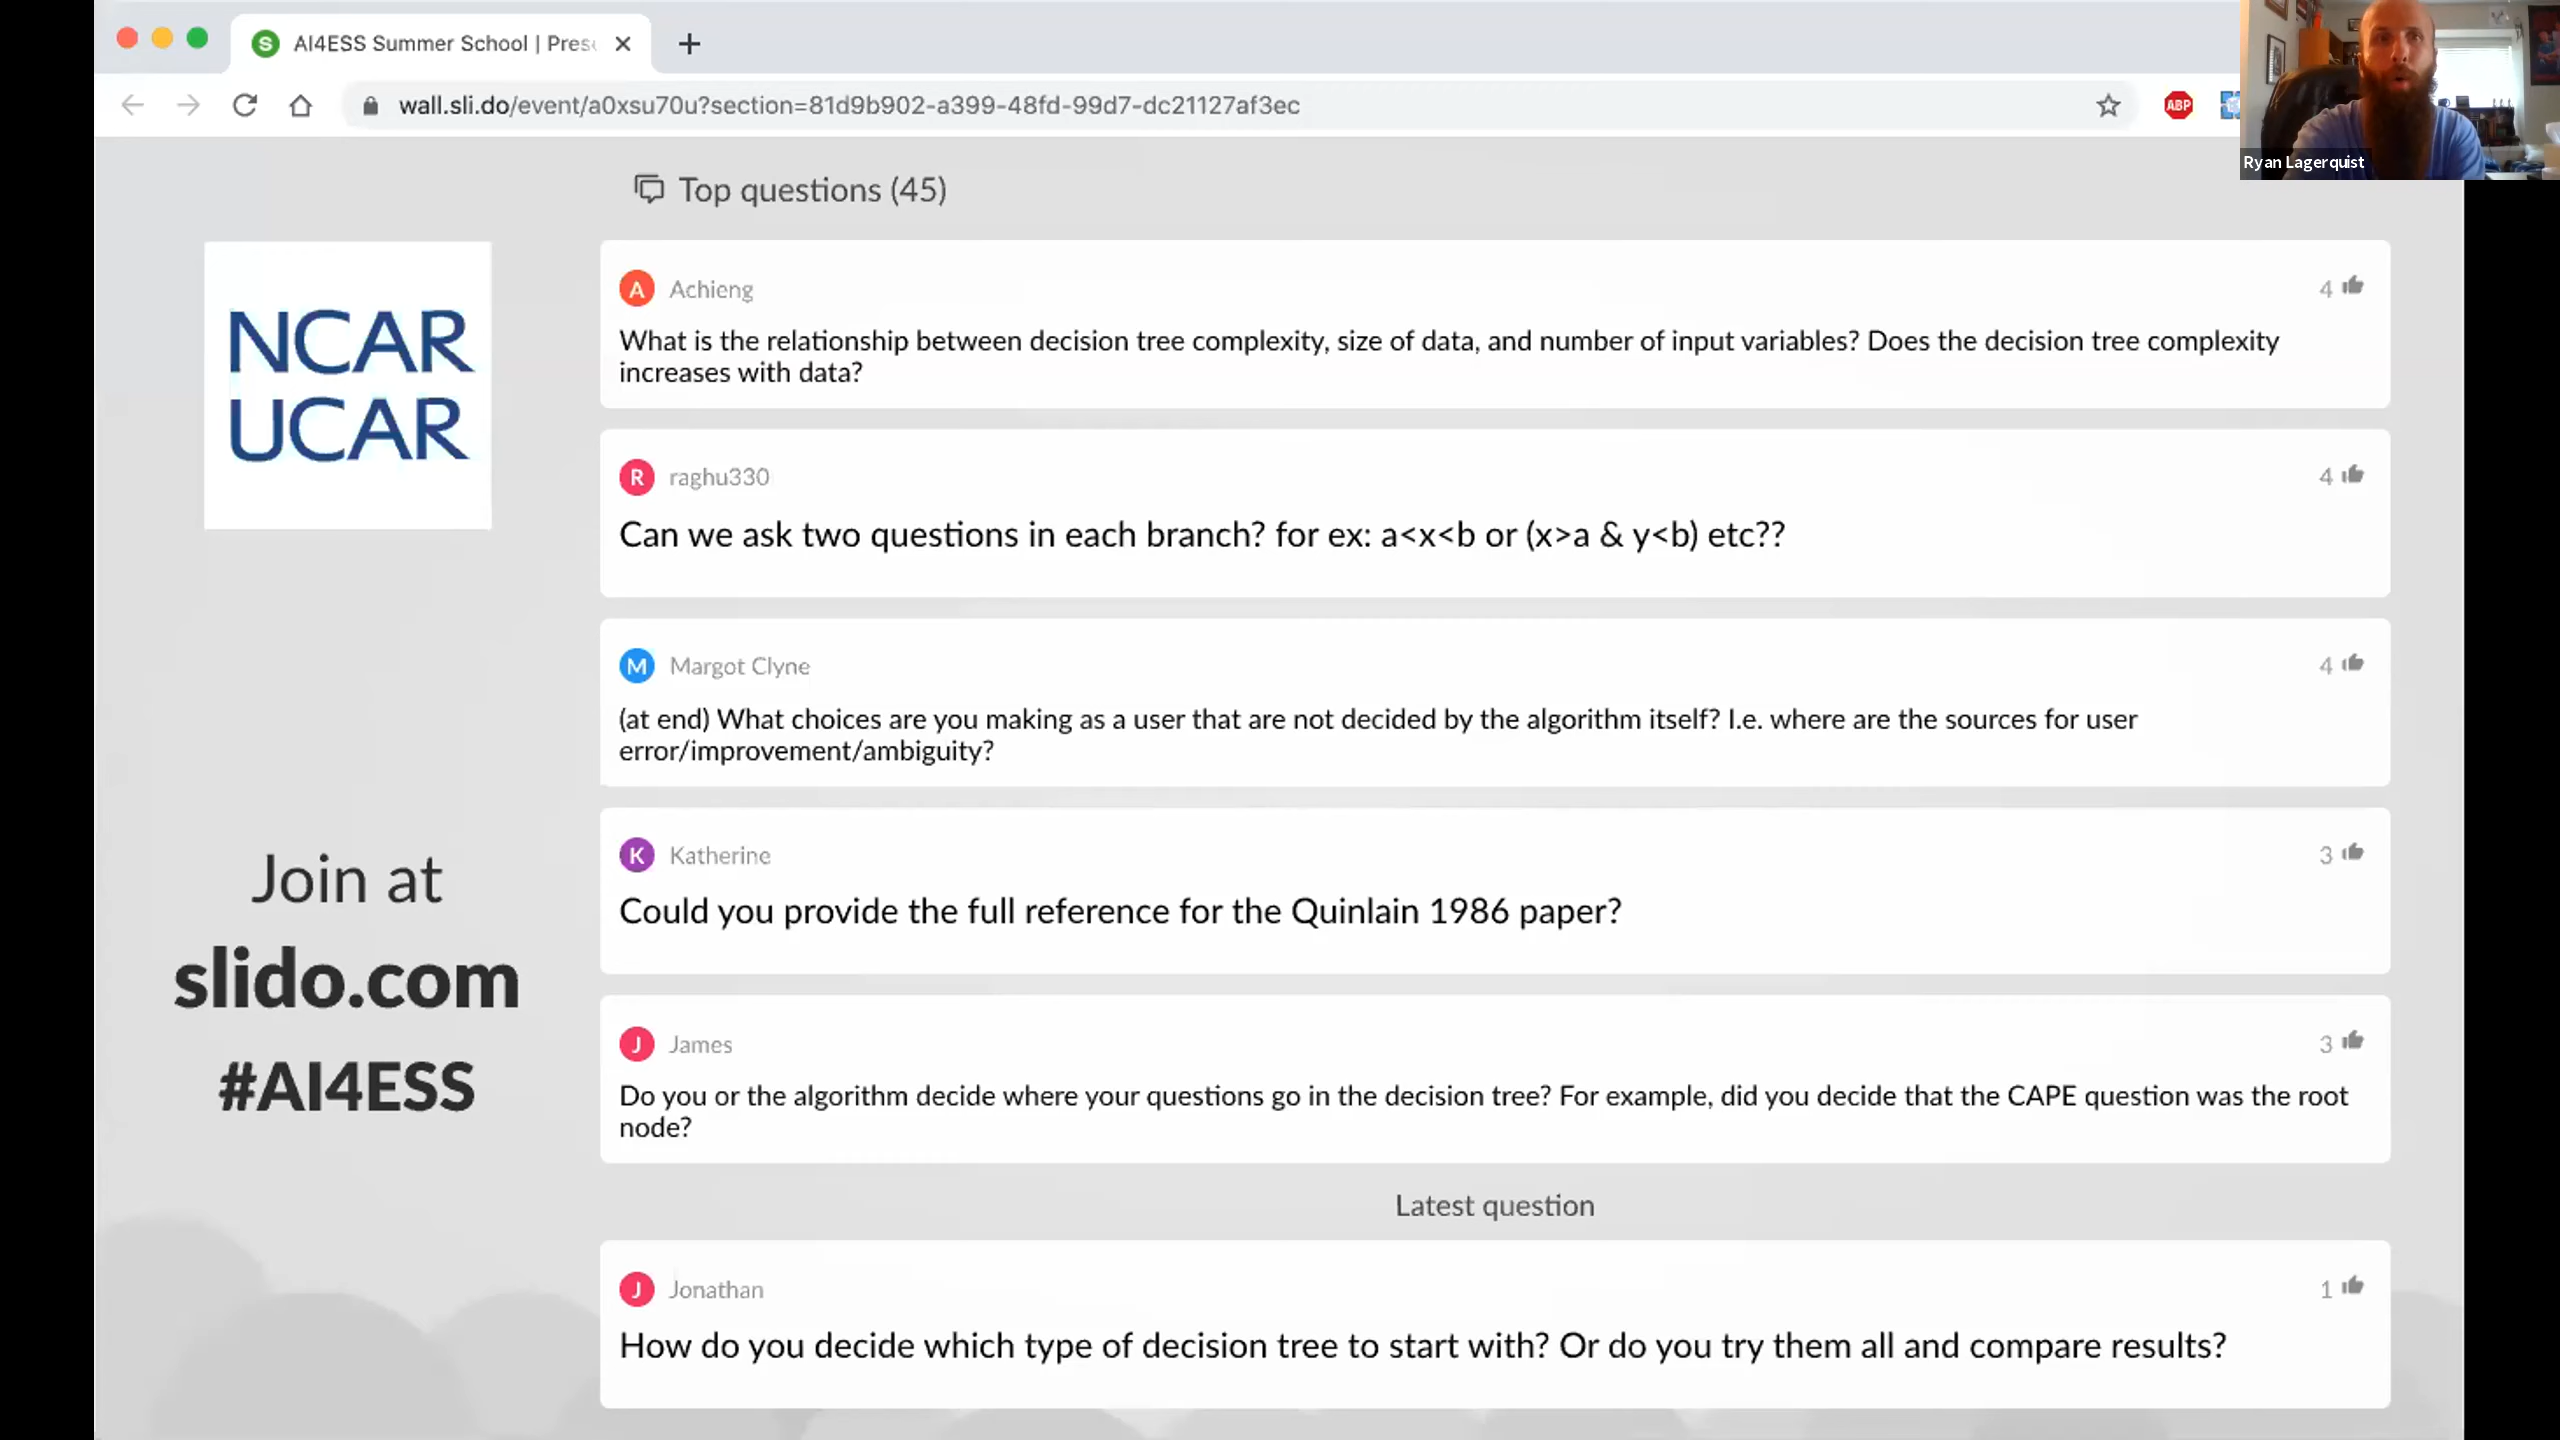 AI4ESS Summer School | Pres
wall.sli.do/event/a0xsu70u?section=81d9b902-a399-48fd-99d7-dc21127af3ec
ABP
Ryan Lagerquist
Top questions (45)
NCAR
UCAR
A Achieng 4
What is the relationship between decision tree complexity, size of data, and number of input variables? Does the decision tree complexity
increases with data?
R raghu330 4
Can we ask two questions in each branch? for ex: a<x<b or (x>a & y<b) etc??
M Margot Clyne 4
(at end) What choices are you making as a user that are not decided by the algorithm itself? I.e. where are the sources for user
error/improvement/ambiguity?
K Katherine 3
Could you provide the full reference for the Quinlain 1986 paper?
J James 3
Do you or the algorithm decide where your questions go in the decision tree? For example, did you decide that the CAPE question was the root
node?
Join at
slido.com
#AI4ESS
Latest question
J Jonathan 1
How do you decide which type of decision tree to start with? Or do you try them all and compare results?